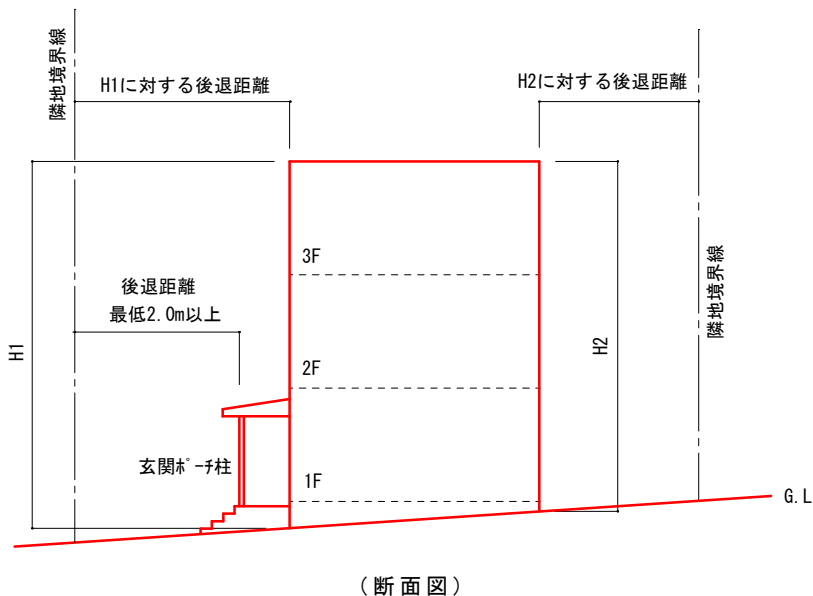 隣地境界線
H1に対する後退距離
H2に対する後退距離
隣地境界線
3F
後退距離
最低2.0m以上
H1
H2
2F
玄関ﾎﾟｰﾁ柱
1F
G.L
(断面図)